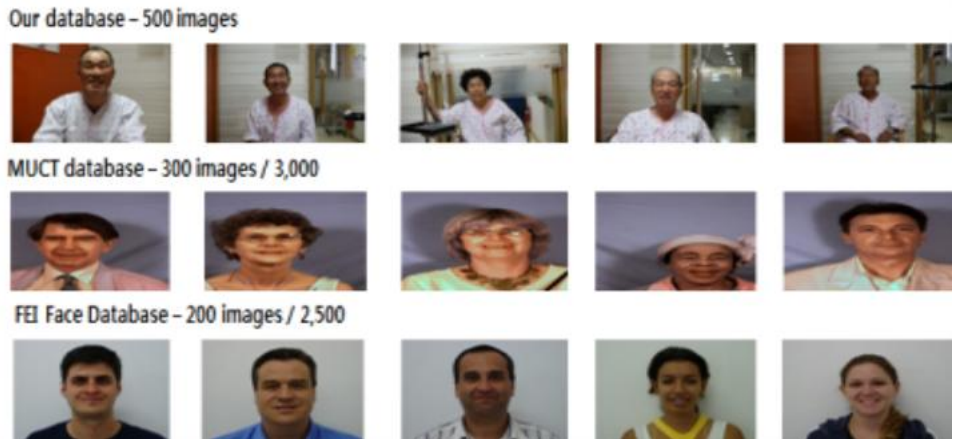 Our database – 500 images
MUCT database – 300 images / 3,000
FEI Face Database – 200 images / 2,500